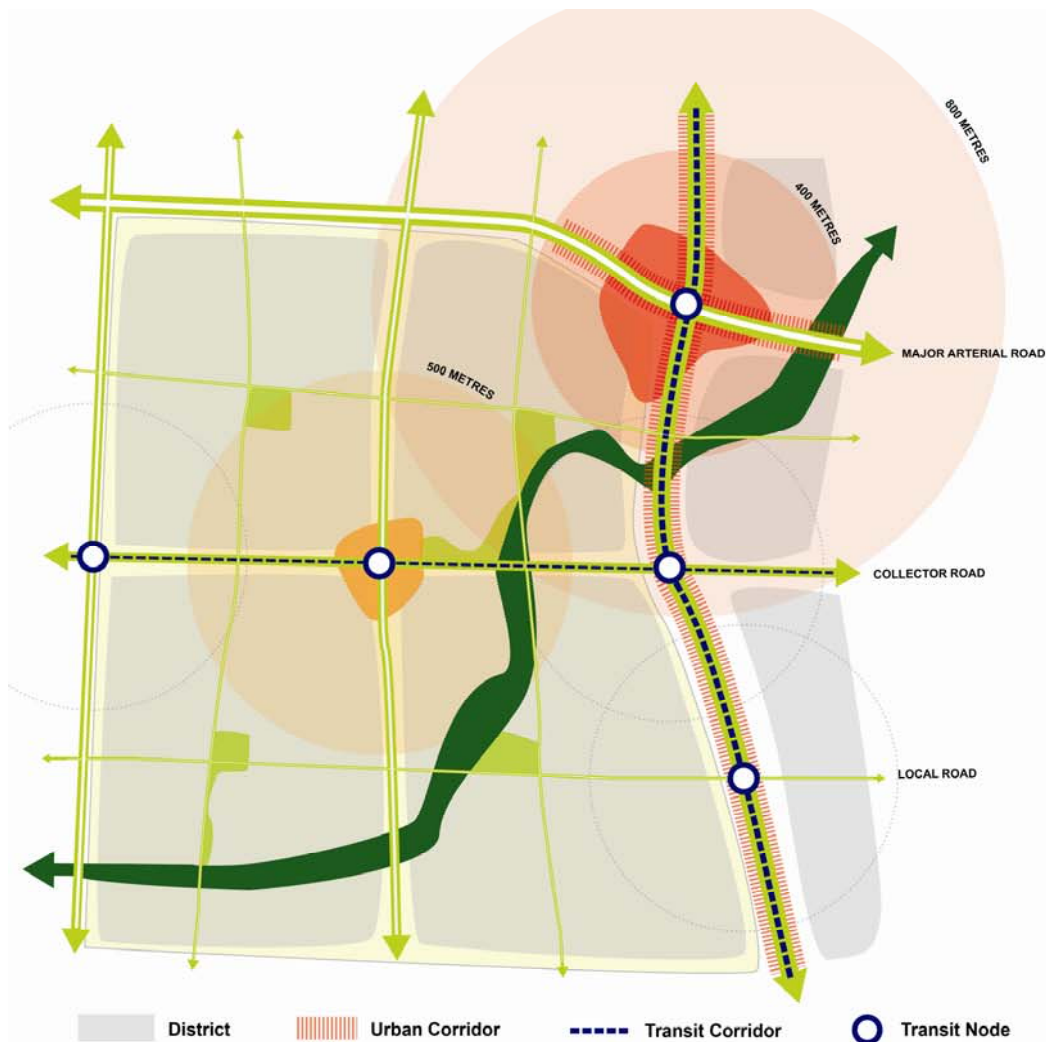 800 METRES
400 METRES
MAJOR ARTERIAL ROAD
500 METRES
COLLECTOR ROAD
LOCAL ROAD
District
Urban Corridor
Transit Corridor
Transit Node